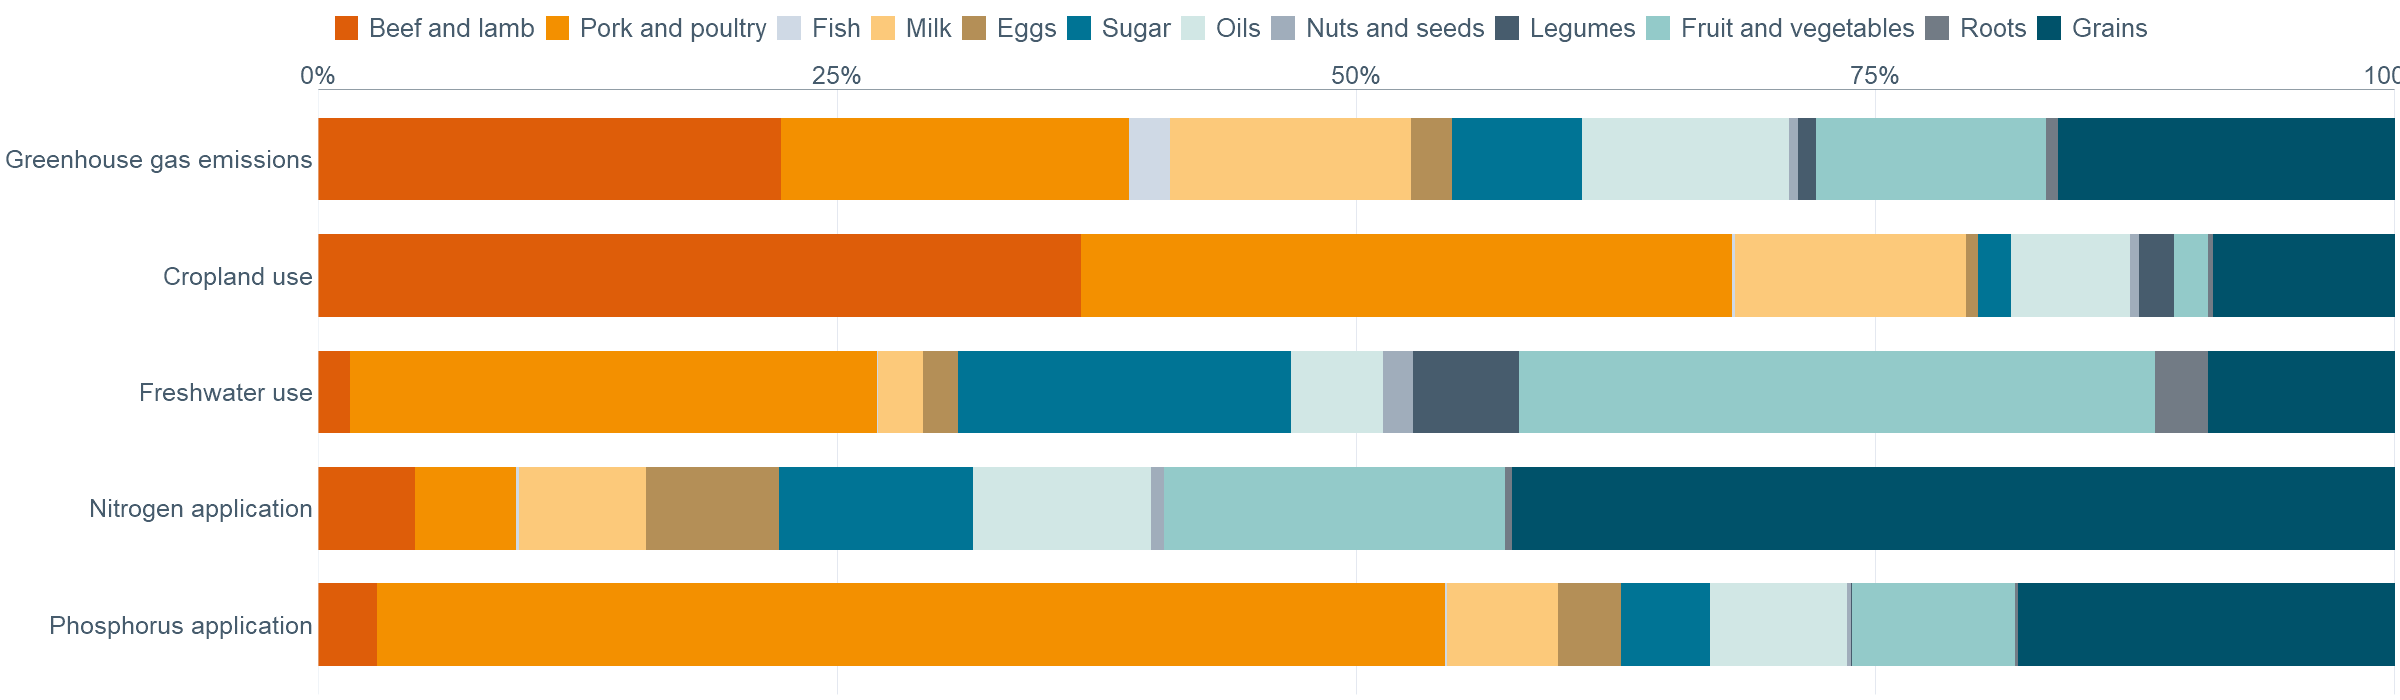 Beef and lamb Pork and poultry Fish Milk Eggs Sugar Oils Nuts and seeds Legumes Fruit and vegetables Roots Grains
0% 25% 50% 75% 100
Greenhouse gas emissions
Cropland use
Freshwater use
Nitrogen application
Phosphorus application